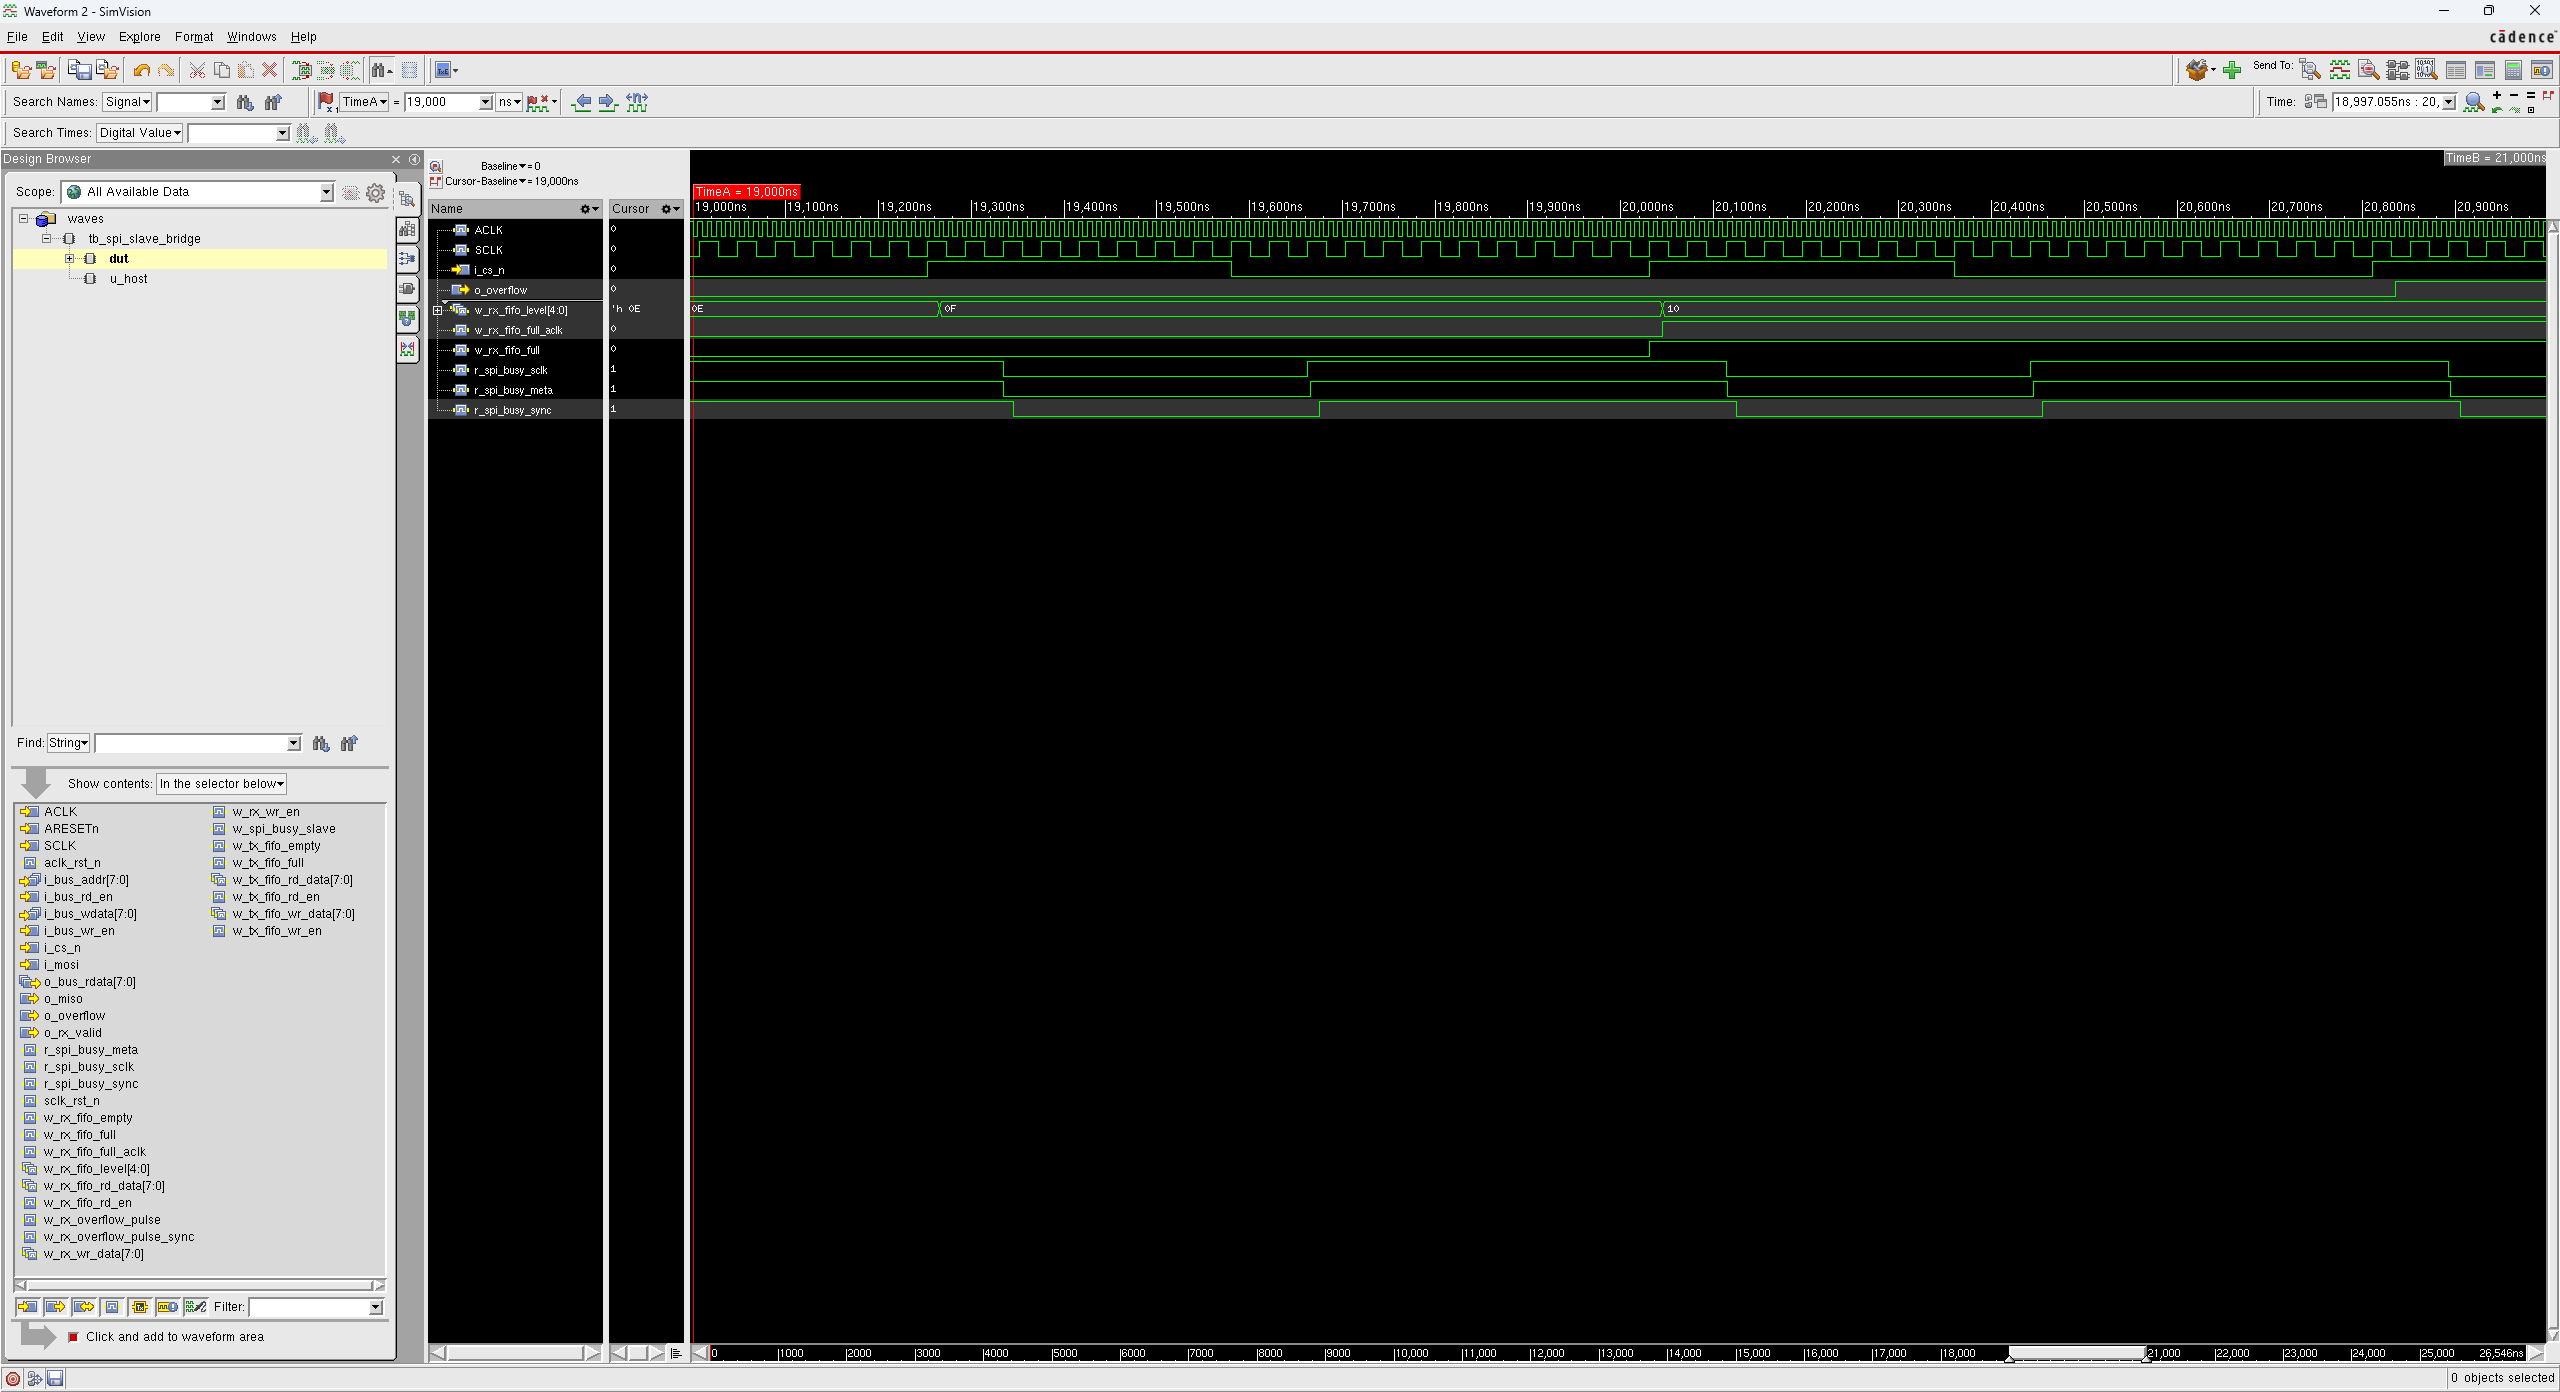 Waveform 2 - SimVision
File Edit View Explore Format Windows Help
cādence
Send To:
Search Names: Signal TimeA = 19,000 ns
Time: 18,997.055ns : 20,
Search Times: Digital Value
Design Browser
Scope: All Available Data
waves
tb_spi_slave_bridge
dut
u_host
Find: String
Show contents: In the selector below
ACLK
ARESETn
SCLK
aclk_rst_n
i_bus_addr[7:0]
i_bus_rd_en
i_bus_wdata[7:0]
i_bus_wr_en
i_cs_n
i_mosi
o_bus_rdata[7:0]
o_miso
o_overflow
o_rx_valid
r_spi_busy_meta
r_spi_busy_sclk
r_spi_busy_sync
sclk_rst_n
w_rx_fifo_empty
w_rx_fifo_full
w_rx_fifo_full_aclk
w_rx_fifo_level[4:0]
w_rx_fifo_rd_data[7:0]
w_rx_fifo_rd_en
w_rx_overflow_pulse
w_rx_overflow_pulse_sync
w_rx_wr_data[7:0]
w_rx_wr_en
w_spi_busy_slave
w_tx_fifo_empty
w_tx_fifo_full
w_tx_fifo_rd_data[7:0]
w_tx_fifo_rd_en
w_tx_fifo_wr_data[7:0]
w_tx_fifo_wr_en
Filter:
Click and add to waveform area
Baseline = 0
Cursor-Baseline = 19,000ns
TimeB = 21,000ns
TimeA = 19,000ns
Name Cursor
19,000ns 19,100ns 19,200ns 19,300ns 19,400ns 19,500ns 19,600ns 19,700ns 19,800ns 19,900ns 20,000ns 20,100ns 20,200ns 20,300ns 20,400ns 20,500ns 20,600ns 20,700ns 20,800ns 20,900ns
ACLK 0
SCLK 0
i_cs_n 0
o_overflow 0
w_rx_fifo_level[4:0] 'h 0E 0E 0F 10
w_rx_fifo_full_aclk 0
w_rx_fifo_full 0
r_spi_busy_sclk 1
r_spi_busy_meta 1
r_spi_busy_sync 1
0 1000 2000 3000 4000 5000 6000 7000 8000 9000 10,000 11,000 12,000 13,000 14,000 15,000 16,000 17,000 18,000 21,000 22,000 23,000 24,000 25,000 26,546ns
0 objects selected